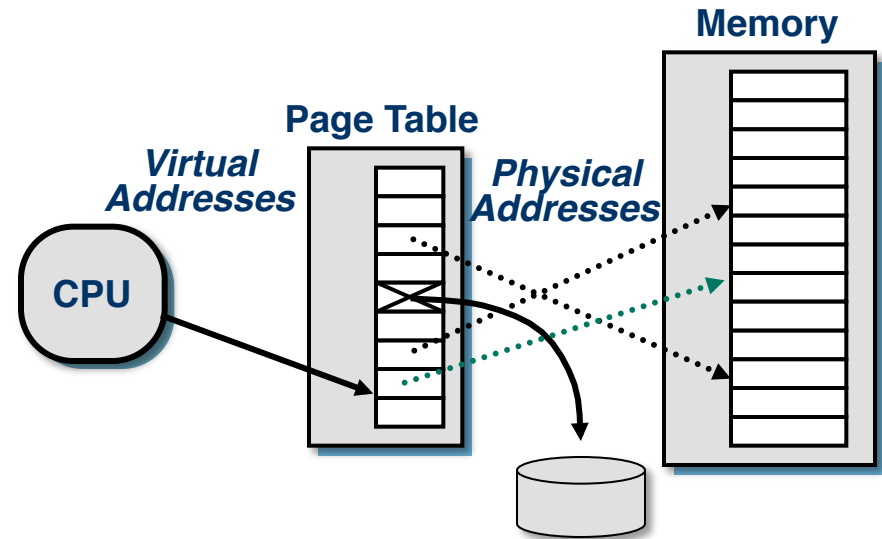 Memory
Page Table
Virtual
Addresses
Physical
Addresses
CPU